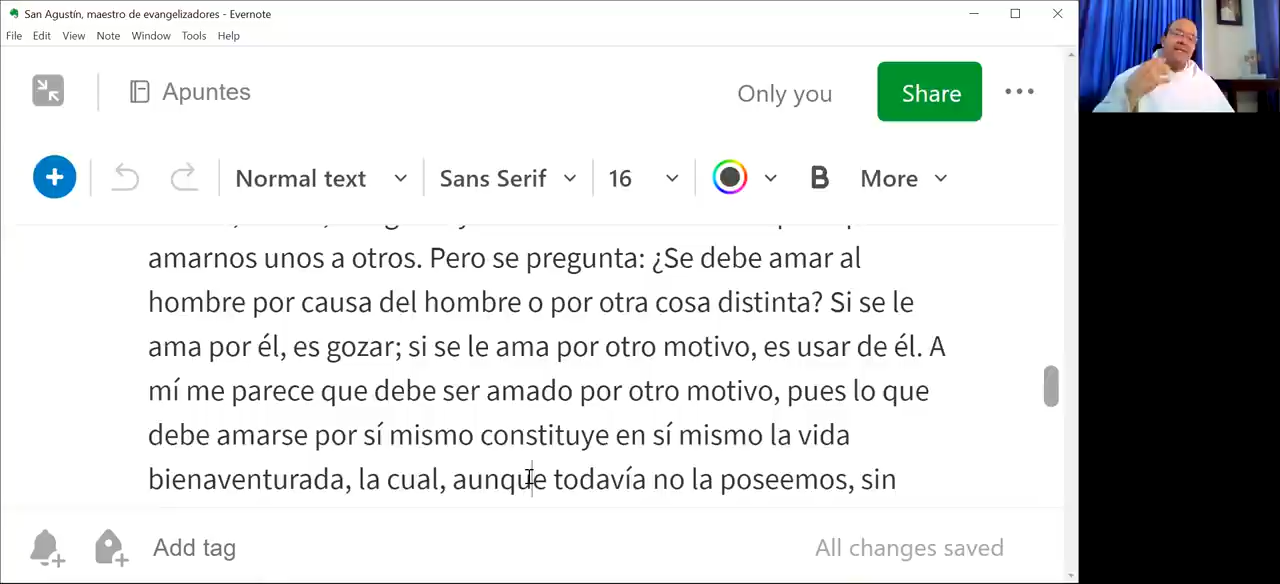 San Agustín, maestro de evangelizadores - Evernote
File Edit View Note Window Tools Help
Apuntes
Only you
Share
Normal text
Sans Serif
16
B
More
amarnos unos a otros. Pero se pregunta: ¿Se debe amar al
hombre por causa del hombre o por otra cosa distinta? Si se le
ama por él, es gozar; si se le ama por otro motivo, es usar de él. A
mí me parece que debe ser amado por otro motivo, pues lo que
debe amarse por sí mismo constituye en sí mismo la vida
bienaventurada, la cual, aunque todavía no la poseemos, sin
Add tag
All changes saved